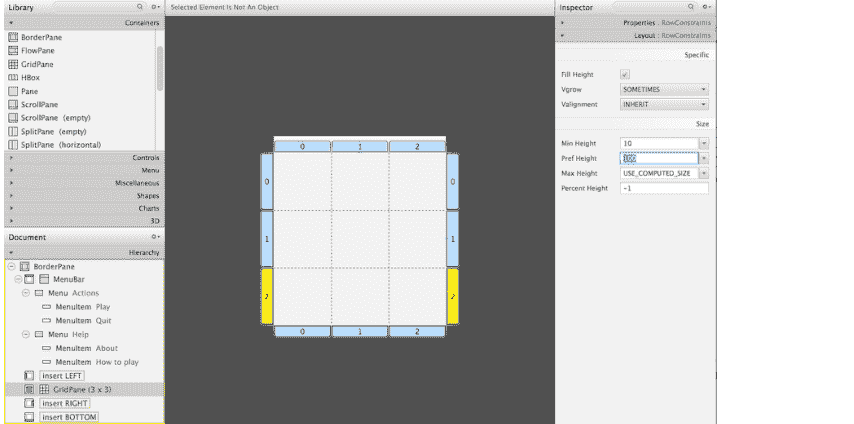 Library
Containers
BorderPane
FlowPane
GridPane
HBox
Pane
ScrollPane
ScrollPane (empty)
SplitPane (empty)
SplitPane (horizontal)
Controls
Menu
Miscellaneous
Shapes
Charts
3D
Document
Hierarchy
BorderPane
MenuBar
Menu Actions
MenuItem Play
MenuItem Quit
Menu Help
MenuItem About
MenuItem How to play
insert LEFT
GridPane (3 x 3)
insert RIGHT
insert BOTTOM
Selected Element Is Not An Object
0 1 2
0 0
1 1
2 2
0 1 2
Inspector
Properties : RowConstraints
Layout : RowConstraints
Specific
Fill Height
Vgrow SOMETIMES
Valignment INHERIT
Size
Min Height 10
Pref Height 100
Max Height USE_COMPUTED_SIZE
Percent Height -1